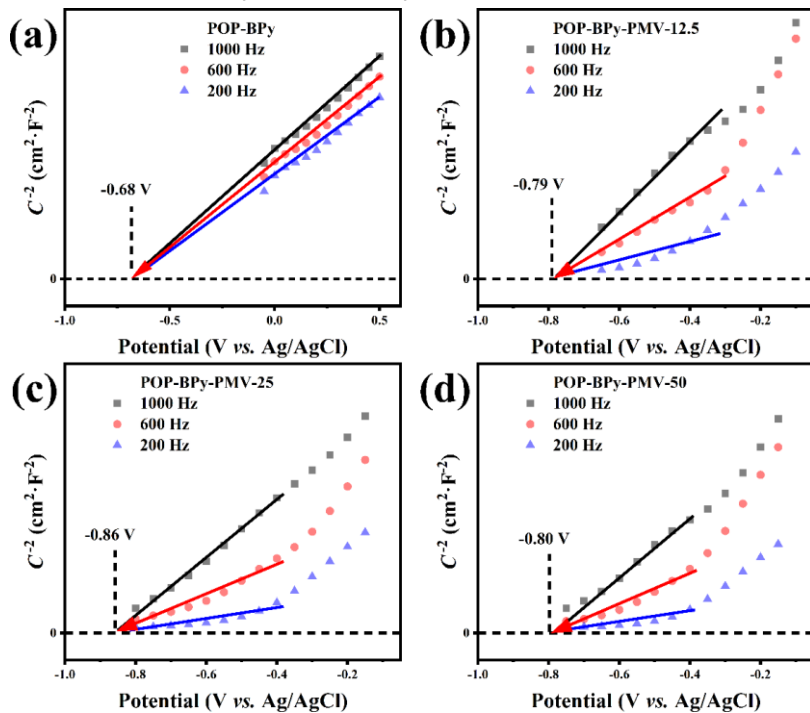 (a)
POP-BPy
1000 Hz
600 Hz
200 Hz
-0.68 V
C⁻² (cm²·F⁻²)
0
-1.0 -0.5 0.0 0.5
Potential (V vs. Ag/AgCl)
(b)
POP-BPy-PMV-12.5
1000 Hz
600 Hz
200 Hz
-0.79 V
C⁻² (cm²·F⁻²)
0
-1.0 -0.8 -0.6 -0.4 -0.2
Potential (V vs. Ag/AgCl)
(c)
POP-BPy-PMV-25
1000 Hz
600 Hz
200 Hz
-0.86 V
C⁻² (cm²·F⁻²)
0
-1.0 -0.8 -0.6 -0.4 -0.2
Potential (V vs. Ag/AgCl)
(d)
POP-BPy-PMV-50
1000 Hz
600 Hz
200 Hz
-0.80 V
C⁻² (cm²·F⁻²)
0
-1.0 -0.8 -0.6 -0.4 -0.2
Potential (V vs. Ag/AgCl)